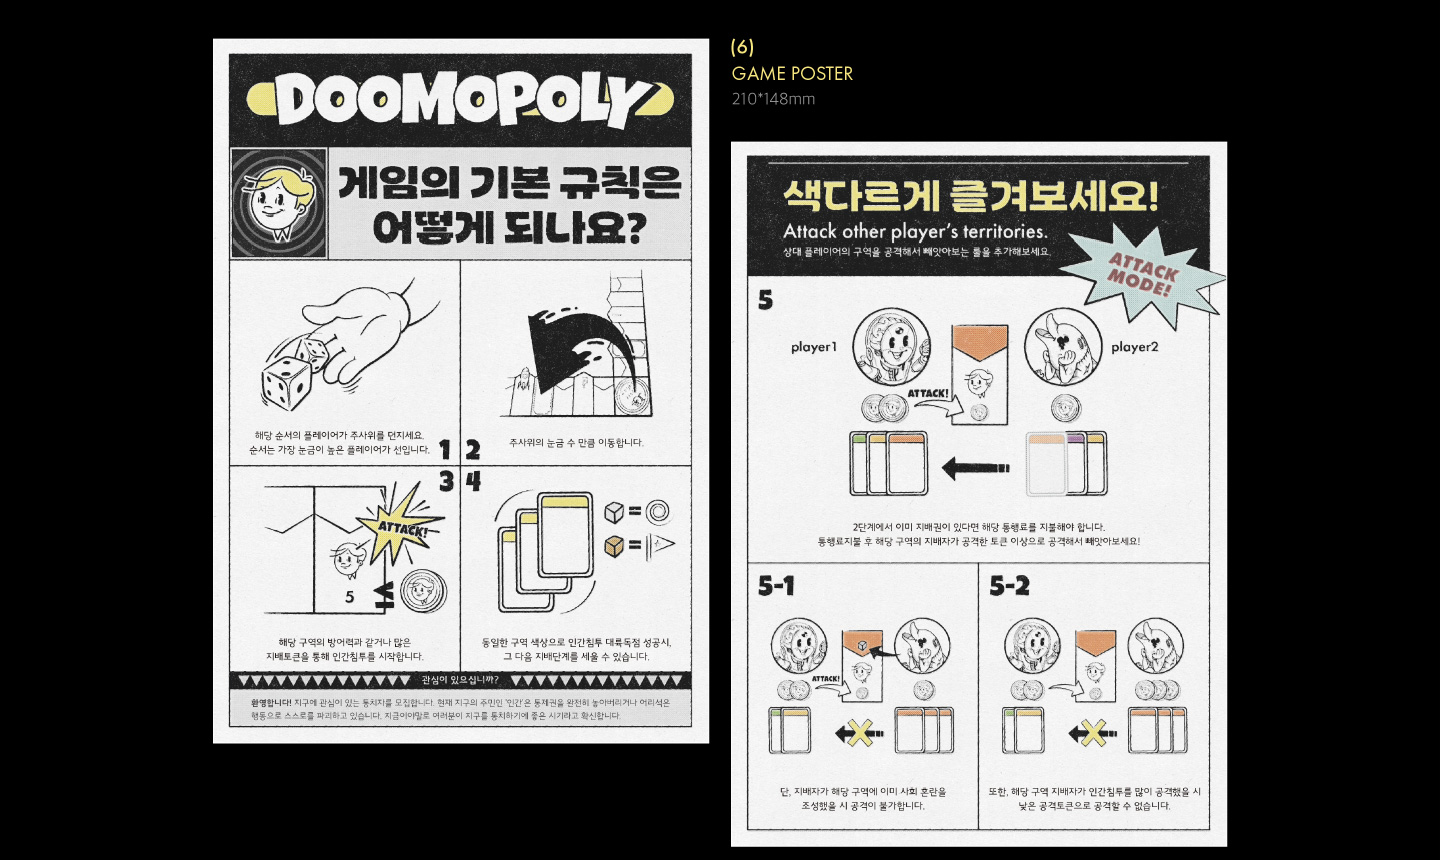 DOOMOPOLY
게임의 기본 규칙은
어떻게 되나요?
해당 순서의 플레이어가 주사위를 던지세요.
순서는 가장 눈금이 높은 플레이어가 선입니다.
1
2
주사위의 눈금 수 만큼 이동합니다.
3
4
ATTACK!
5
=
=
해당 구역의 방어력과 같거나 많은
지배토큰을 통해 인간침투를 시작합니다.
동일한 구역 색상으로 인간침투 대륙독점 성공시,
그 다음 지배단계를 세울 수 있습니다.
관심이 있으십니까?
환영합니다! 지구에 관심이 있는 통치자를 모집합니다. 현재 지구의 주민인 '인간'은 통제권을 완전히 놓아버리거나 어리석은
행동으로 스스로를 파괴하고 있습니다. 지금이야말로 여러분이 지구를 통치하기에 좋은 시기라고 확신합니다.
(6)
GAME POSTER
210*148mm
색다르게 즐겨보세요!
Attack other player's territories.
상대 플레이어의 구역을 공격해서 빼앗아보는 룰을 추가해보세요.
ATTACK
MODE!
5
player1
player2
ATTACK!
2단계에서 이미 지배권이 있다면 해당 통행료를 지불해야 합니다.
통행료지불 후 해당 구역의 지배자가 공격한 토큰 이상으로 공격해서 빼앗아보세요!
5-1
ATTACK!
단, 지배자가 해당 구역에 이미 사회 혼란을
조성했을 시 공격이 불가합니다.
5-2
또한, 해당 구역 지배자가 인간침투를 많이 공격했을 시
낮은 공격토큰으로 공격할 수 없습니다.